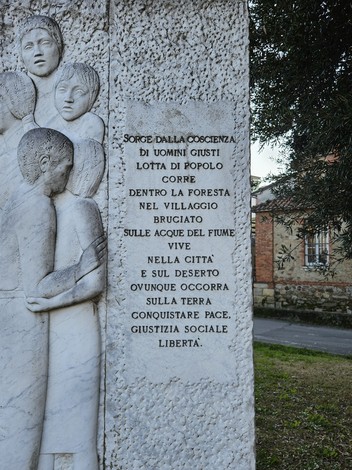 SORGE DALLA COSCIENZA
DI UOMINI GIUSTI
LOTTA DI POPOLO
CORRE
DENTRO LA FORESTA
NEL VILLAGGIO
BRUCIATO
SULLE ACQUE DEL FIUME
VIVE
NELLA CITTÀ
E SUL DESERTO
OVUNQUE OCCORRA
SULLA TERRA
CONQUISTARE PACE,
GIUSTIZIA SOCIALE
LIBERTÀ.